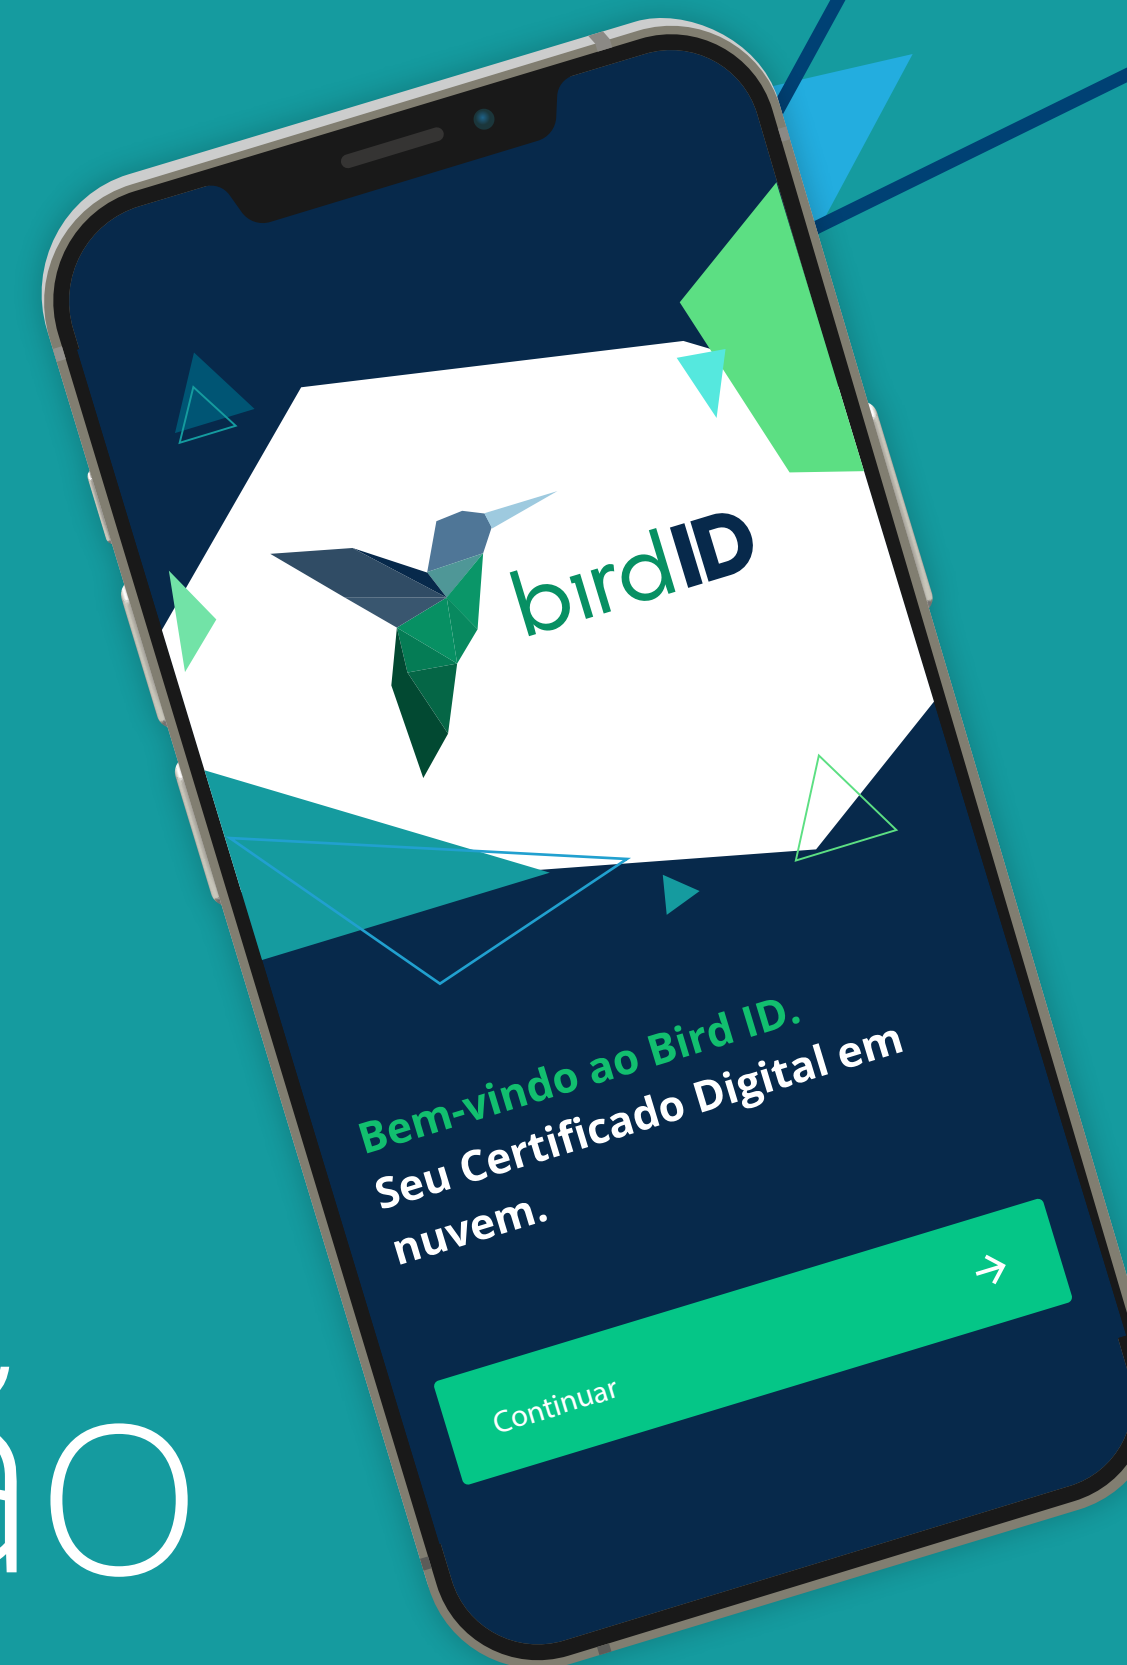 birdID
Bem-vindo ao Bird ID.
Seu Certificado Digital em
nuvem.
Continuar
ão